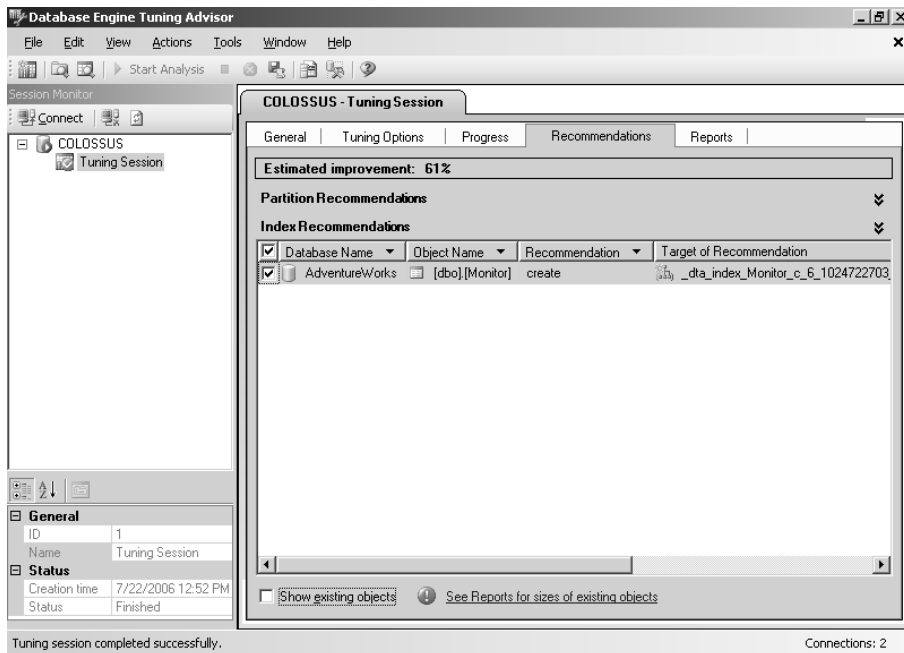 Database Engine Tuning Advisor
File Edit View Actions Tools Window Help
Start Analysis
Session Monitor
Connect
COLOSSUS
Tuning Session
General
ID 1
Name Tuning Session
Status
Creation time 7/22/2006 12:52 PM
Status Finished
COLOSSUS - Tuning Session
General Tuning Options Progress Recommendations Reports
Estimated improvement: 61%
Partition Recommendations
Index Recommendations
Database Name Object Name Recommendation Target of Recommendation
AdventureWorks [dbo].[Monitor] create _dta_index_Monitor_c_6_1024722703_
Show existing objects See Reports for sizes of existing objects
Tuning session completed successfully. Connections: 2